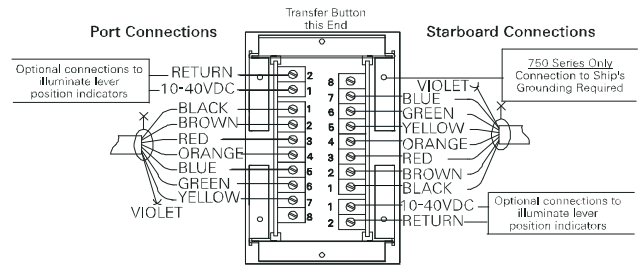 Transfer Button
this End
Port Connections
Starboard Connections
Optional connections to
illuminate lever
position indicators
RETURN
10-40VDC
BLACK
BROWN
RED
ORANGE
BLUE
GREEN
YELLOW
VIOLET
2
1
1
2
3
4
5
6
7
8
8
7
6
5
4
3
2
1
1
2
750 Series Only
Connection to Ship's
Grounding Required
VIOLET
BLUE
GREEN
YELLOW
ORANGE
RED
BROWN
BLACK
10-40VDC
RETURN
Optional connections to
illuminate lever
position indicators